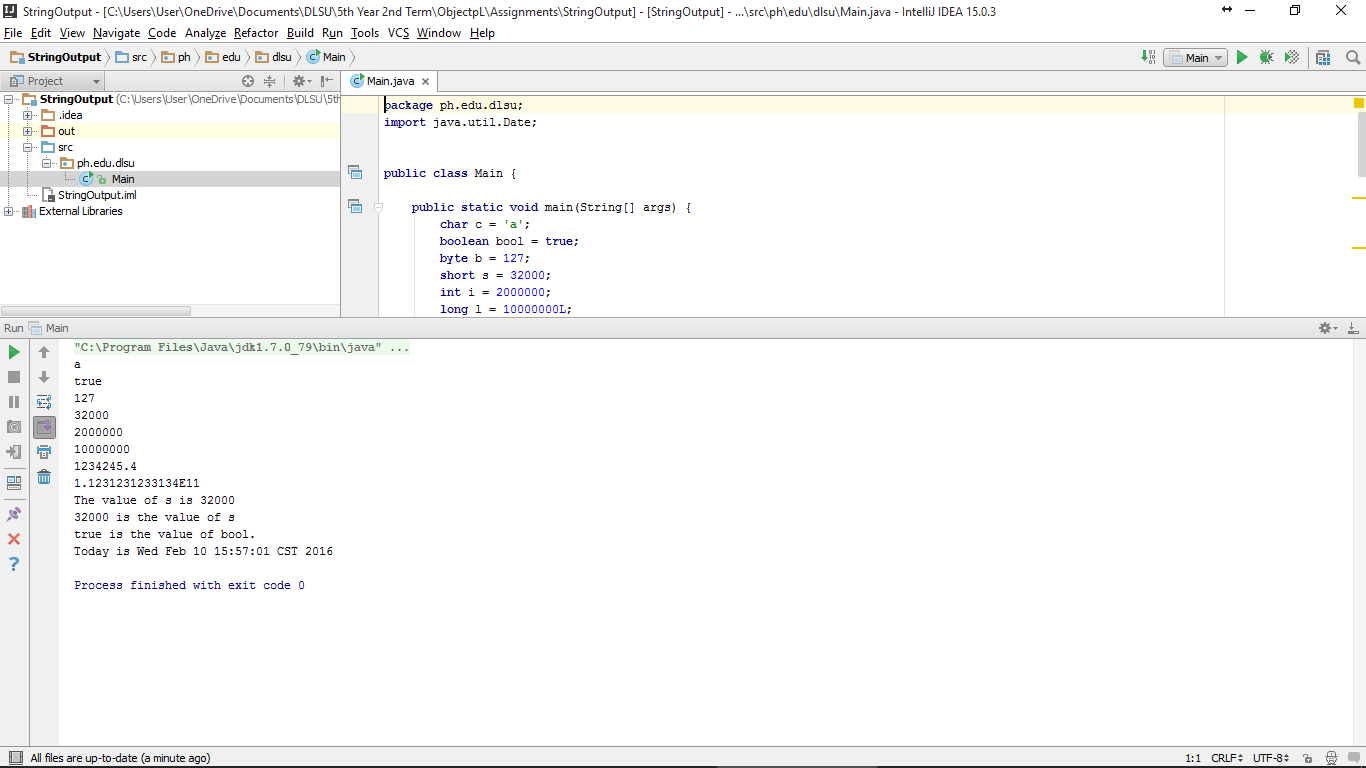 StringOutput - [C:\Users\User\OneDrive\Documents\DLSU\5th Year 2nd Term\ObjectpL\Assignments\StringOutput] - [StringOutput] - ...\src\ph\edu\dlsu\Main.java - IntelliJ IDEA 15.0.3
File Edit View Navigate Code Analyze Refactor Build Run Tools VCS Window Help
StringOutput src ph edu dlsu Main
Main
Project
Main.java
StringOutput (C:\Users\User\OneDrive\Documents\DLSU\5th
.idea
out
src
ph.edu.dlsu
Main
StringOutput.iml
External Libraries
package ph.edu.dlsu;
import java.util.Date;
public class Main {
public static void main(String[] args) {
char c = 'a';
boolean bool = true;
byte b = 127;
short s = 32000;
int i = 2000000;
long l = 10000000L;
Run Main
"C:\Program Files\Java\jdk1.7.0_79\bin\java" ...
a
true
127
32000
2000000
10000000
1234245.4
1.1231231233134E11
The value of s is 32000
32000 is the value of s
true is the value of bool.
Today is Wed Feb 10 15:57:01 CST 2016
Process finished with exit code 0
All files are up-to-date (a minute ago)
1:1 CRLF UTF-8